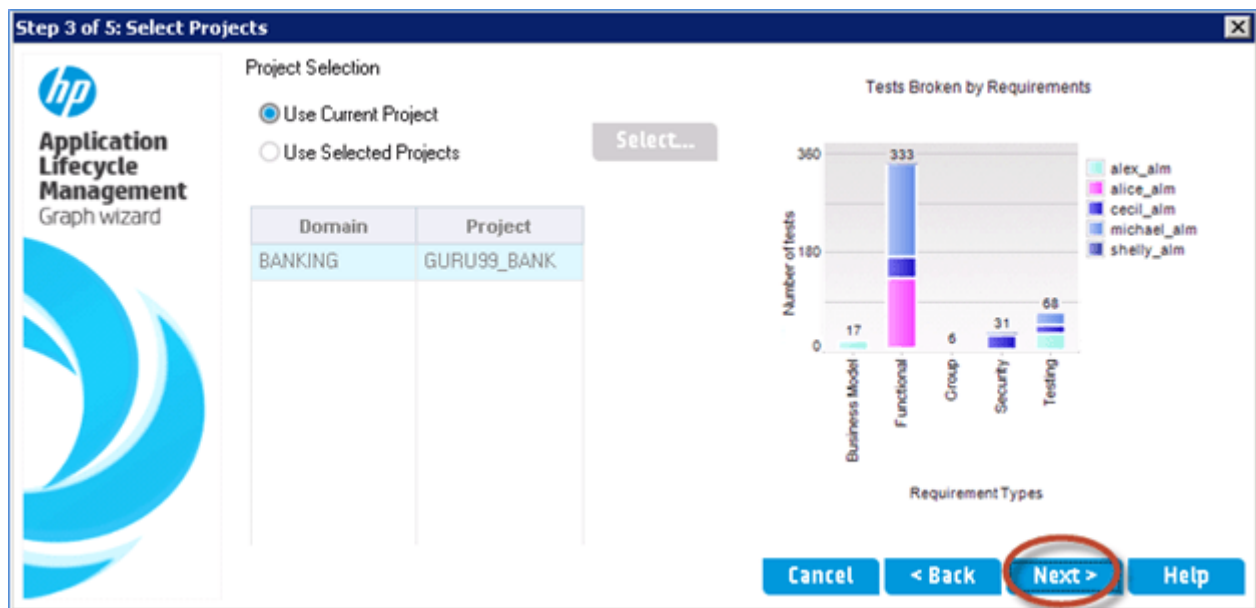 Step 3 of 5: Select Projects
hp
Application
Lifecycle
Management
Graph wizard
Project Selection
Use Current Project
Use Selected Projects
Select...
Domain
Project
BANKING
GURU99_BANK
Tests Broken by Requirements
360
180
0
Number of tests
17
333
6
31
68
alex_alm
alice_alm
cecil_alm
michael_alm
shelly_alm
Business Model
Functional
Group
Security
Testing
Requirement Types
Cancel
< Back
Next >
Help